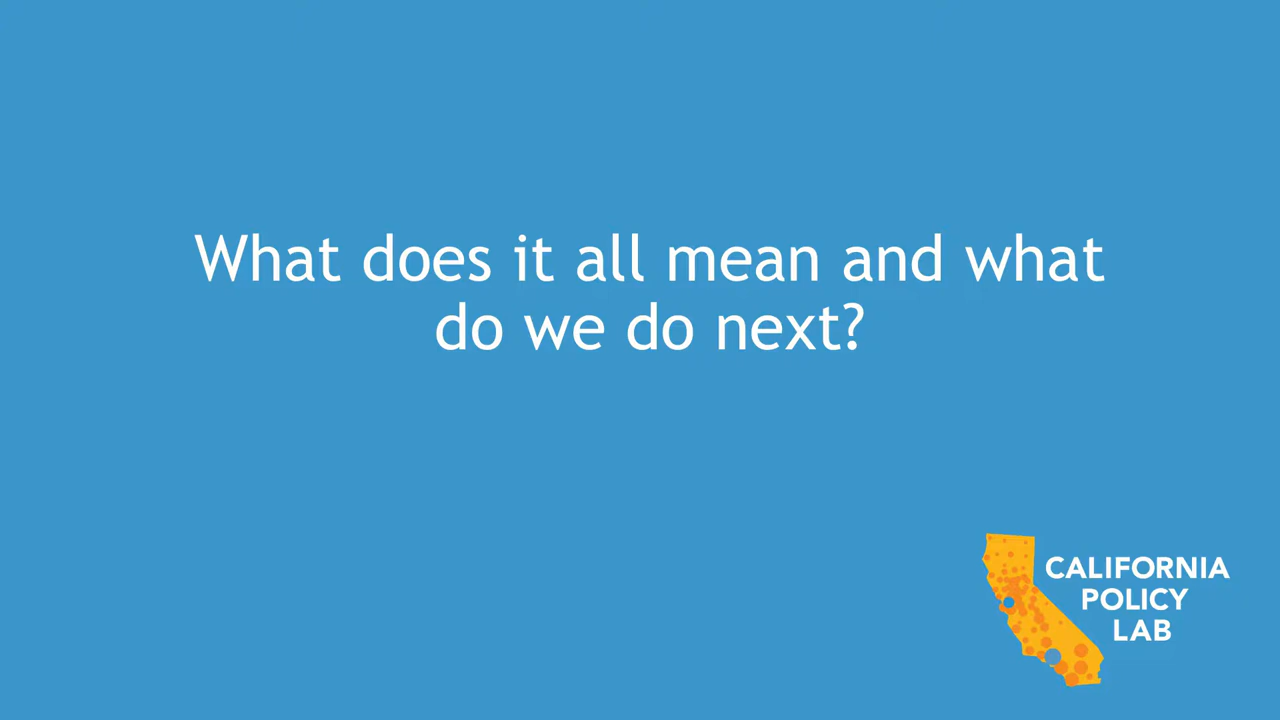 What does it all mean and what
do we do next?
CALIFORNIA
POLICY
LAB